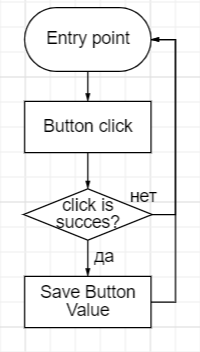 Entry point
Button click
click is
succes?
нет
да
Save Button
Value